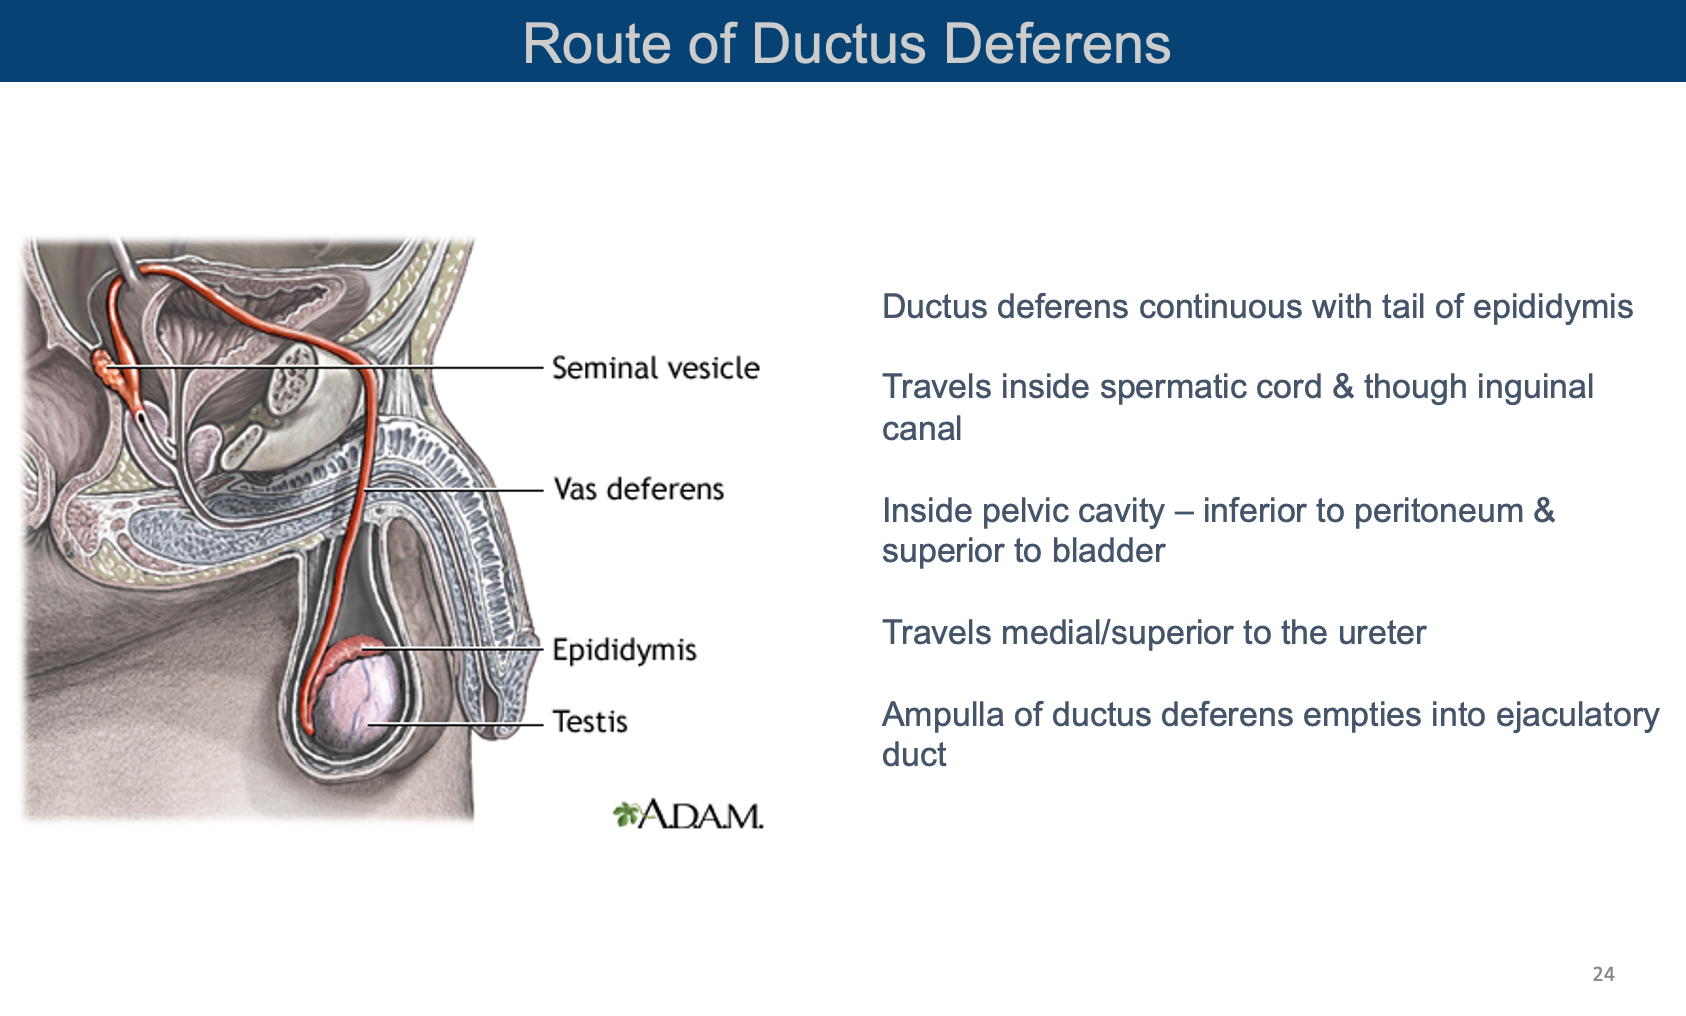 Route of Ductus Deferens
Seminal vesicle
Vas deferens
Epididymis
Testis
A.D.A.M.
Ductus deferens continuous with tail of epididymis
Travels inside spermatic cord & though inguinal
canal
Inside pelvic cavity – inferior to peritoneum &
superior to bladder
Travels medial/superior to the ureter
Ampulla of ductus deferens empties into ejaculatory
duct
24